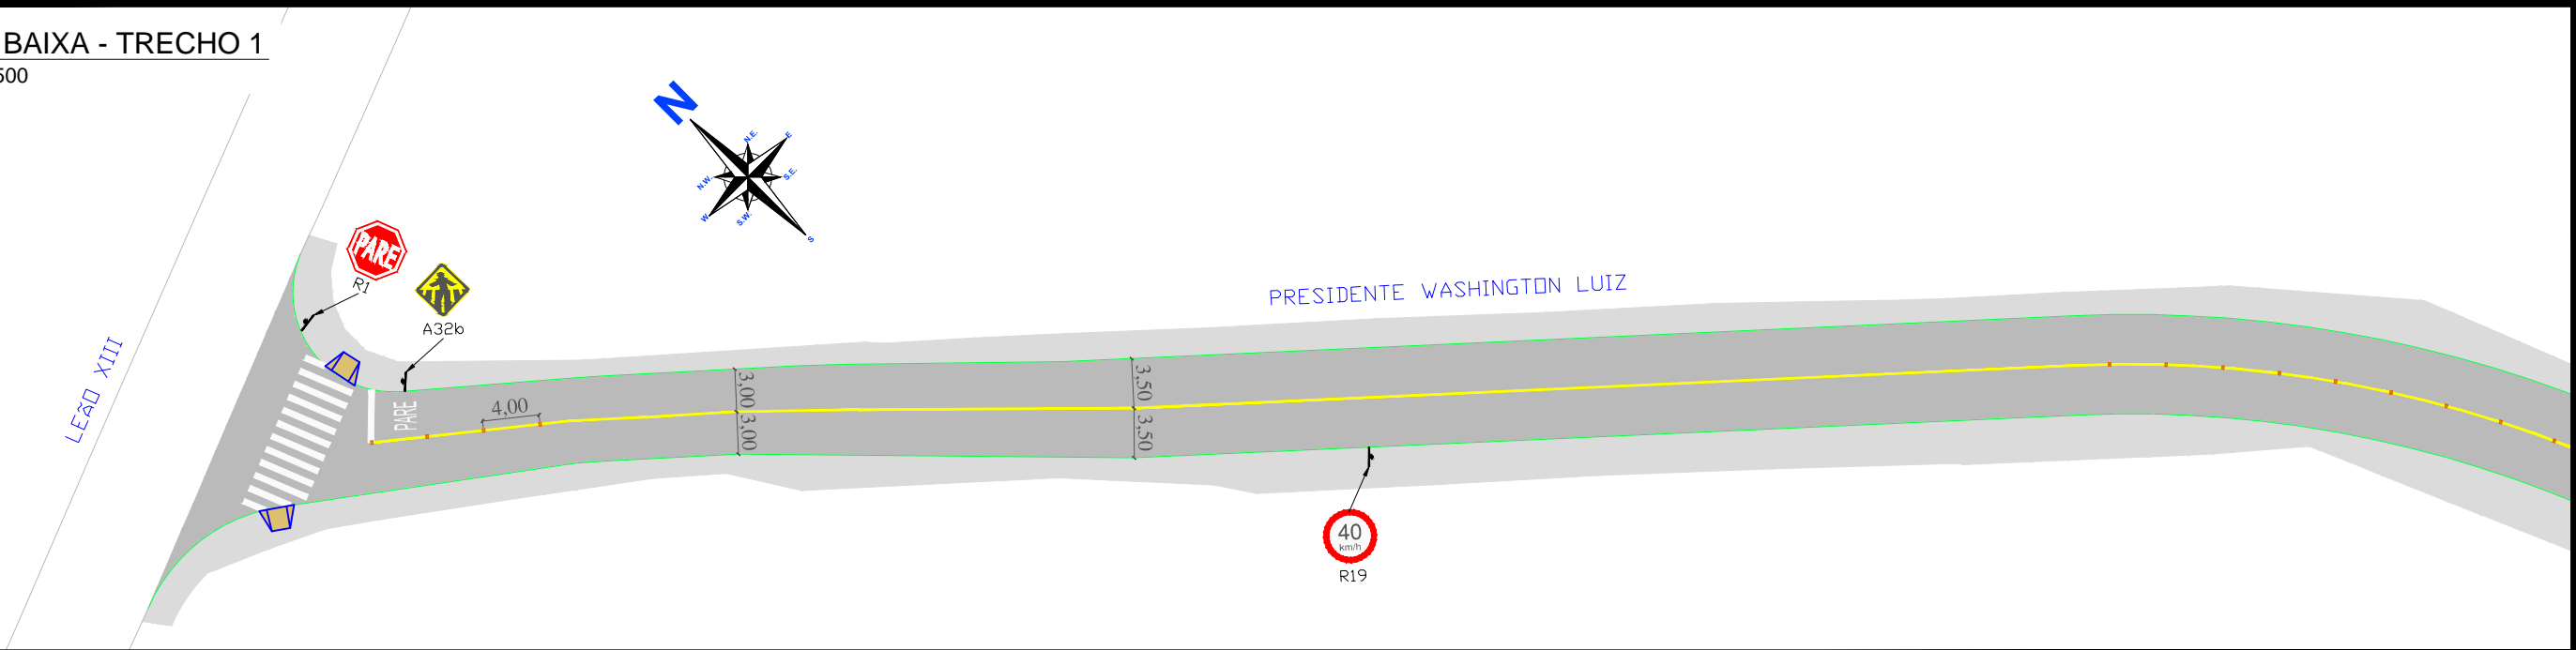 BAIXA - TRECHO 1
500
N
N.E.
E
N.W.
S.E.
W
S.W.
S
PARE
R1
A32b
PRESIDENTE WASHINGTON LUIZ
LEÃO XIII
PARE
4,00
3,00
3,00
3,50
3,50
40
km/h
R19